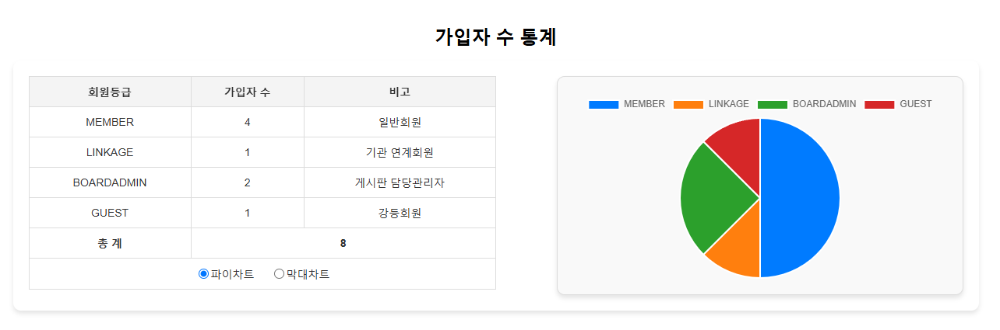 가입자 수 통계
회원등급 가입자 수 비고
MEMBER 4 일반회원
LINKAGE 1 기관 연계회원
BOARDADMIN 2 게시판 담당관리자
GUEST 1 강등회원
총 계 8
파이차트 막대차트
MEMBER LINKAGE BOARDADMIN GUEST